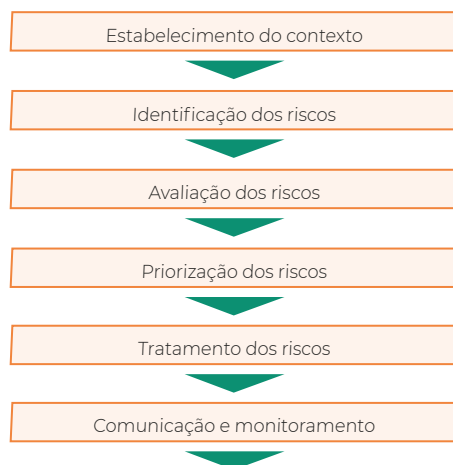 Estabelecimento do contexto
Identificação dos riscos
Avaliação dos riscos
Priorização dos riscos
Tratamento dos riscos
Comunicação e monitoramento